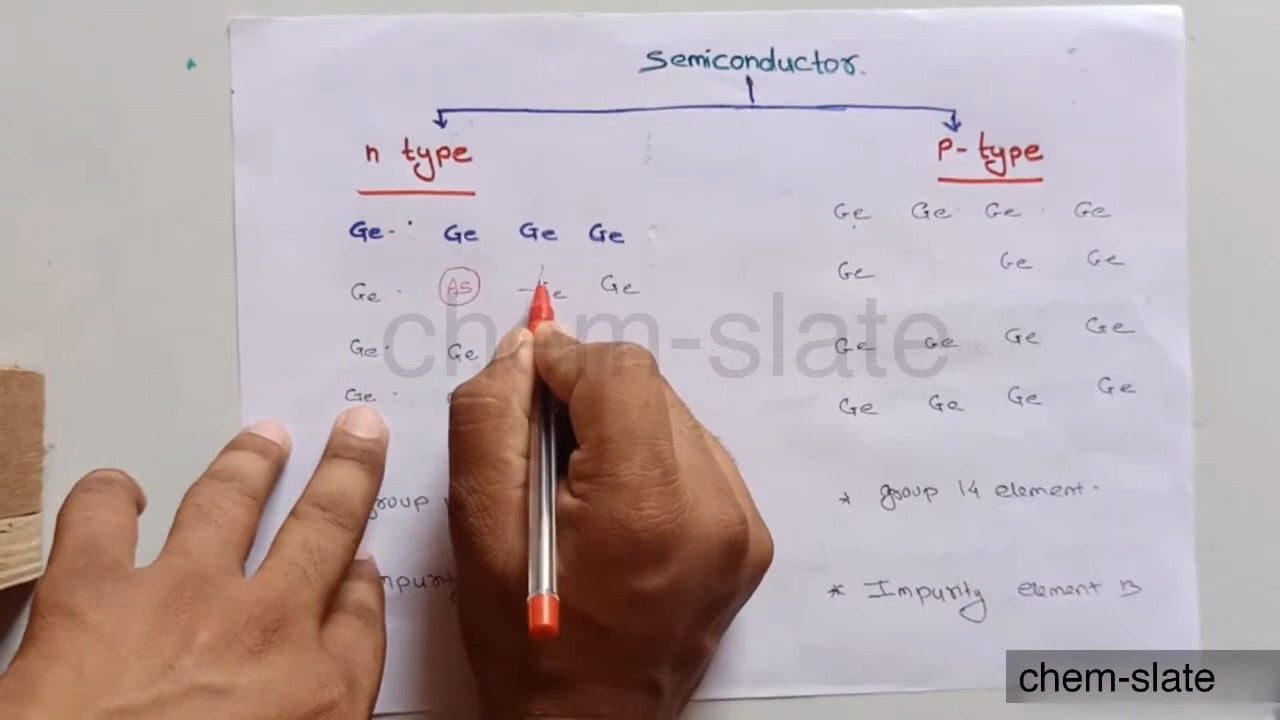 Semiconductor.
n type
P-type
Ge Ge Ge Ge
Ge As Ge
Ge Ge
Ge
Ge Ge Ge Ge
Ge Ge Ge
Ge Ge Ge Ge
Ge Ge Ge Ge
group
* group 14 element.
* Impurity element B
chem-slate
chem-slate